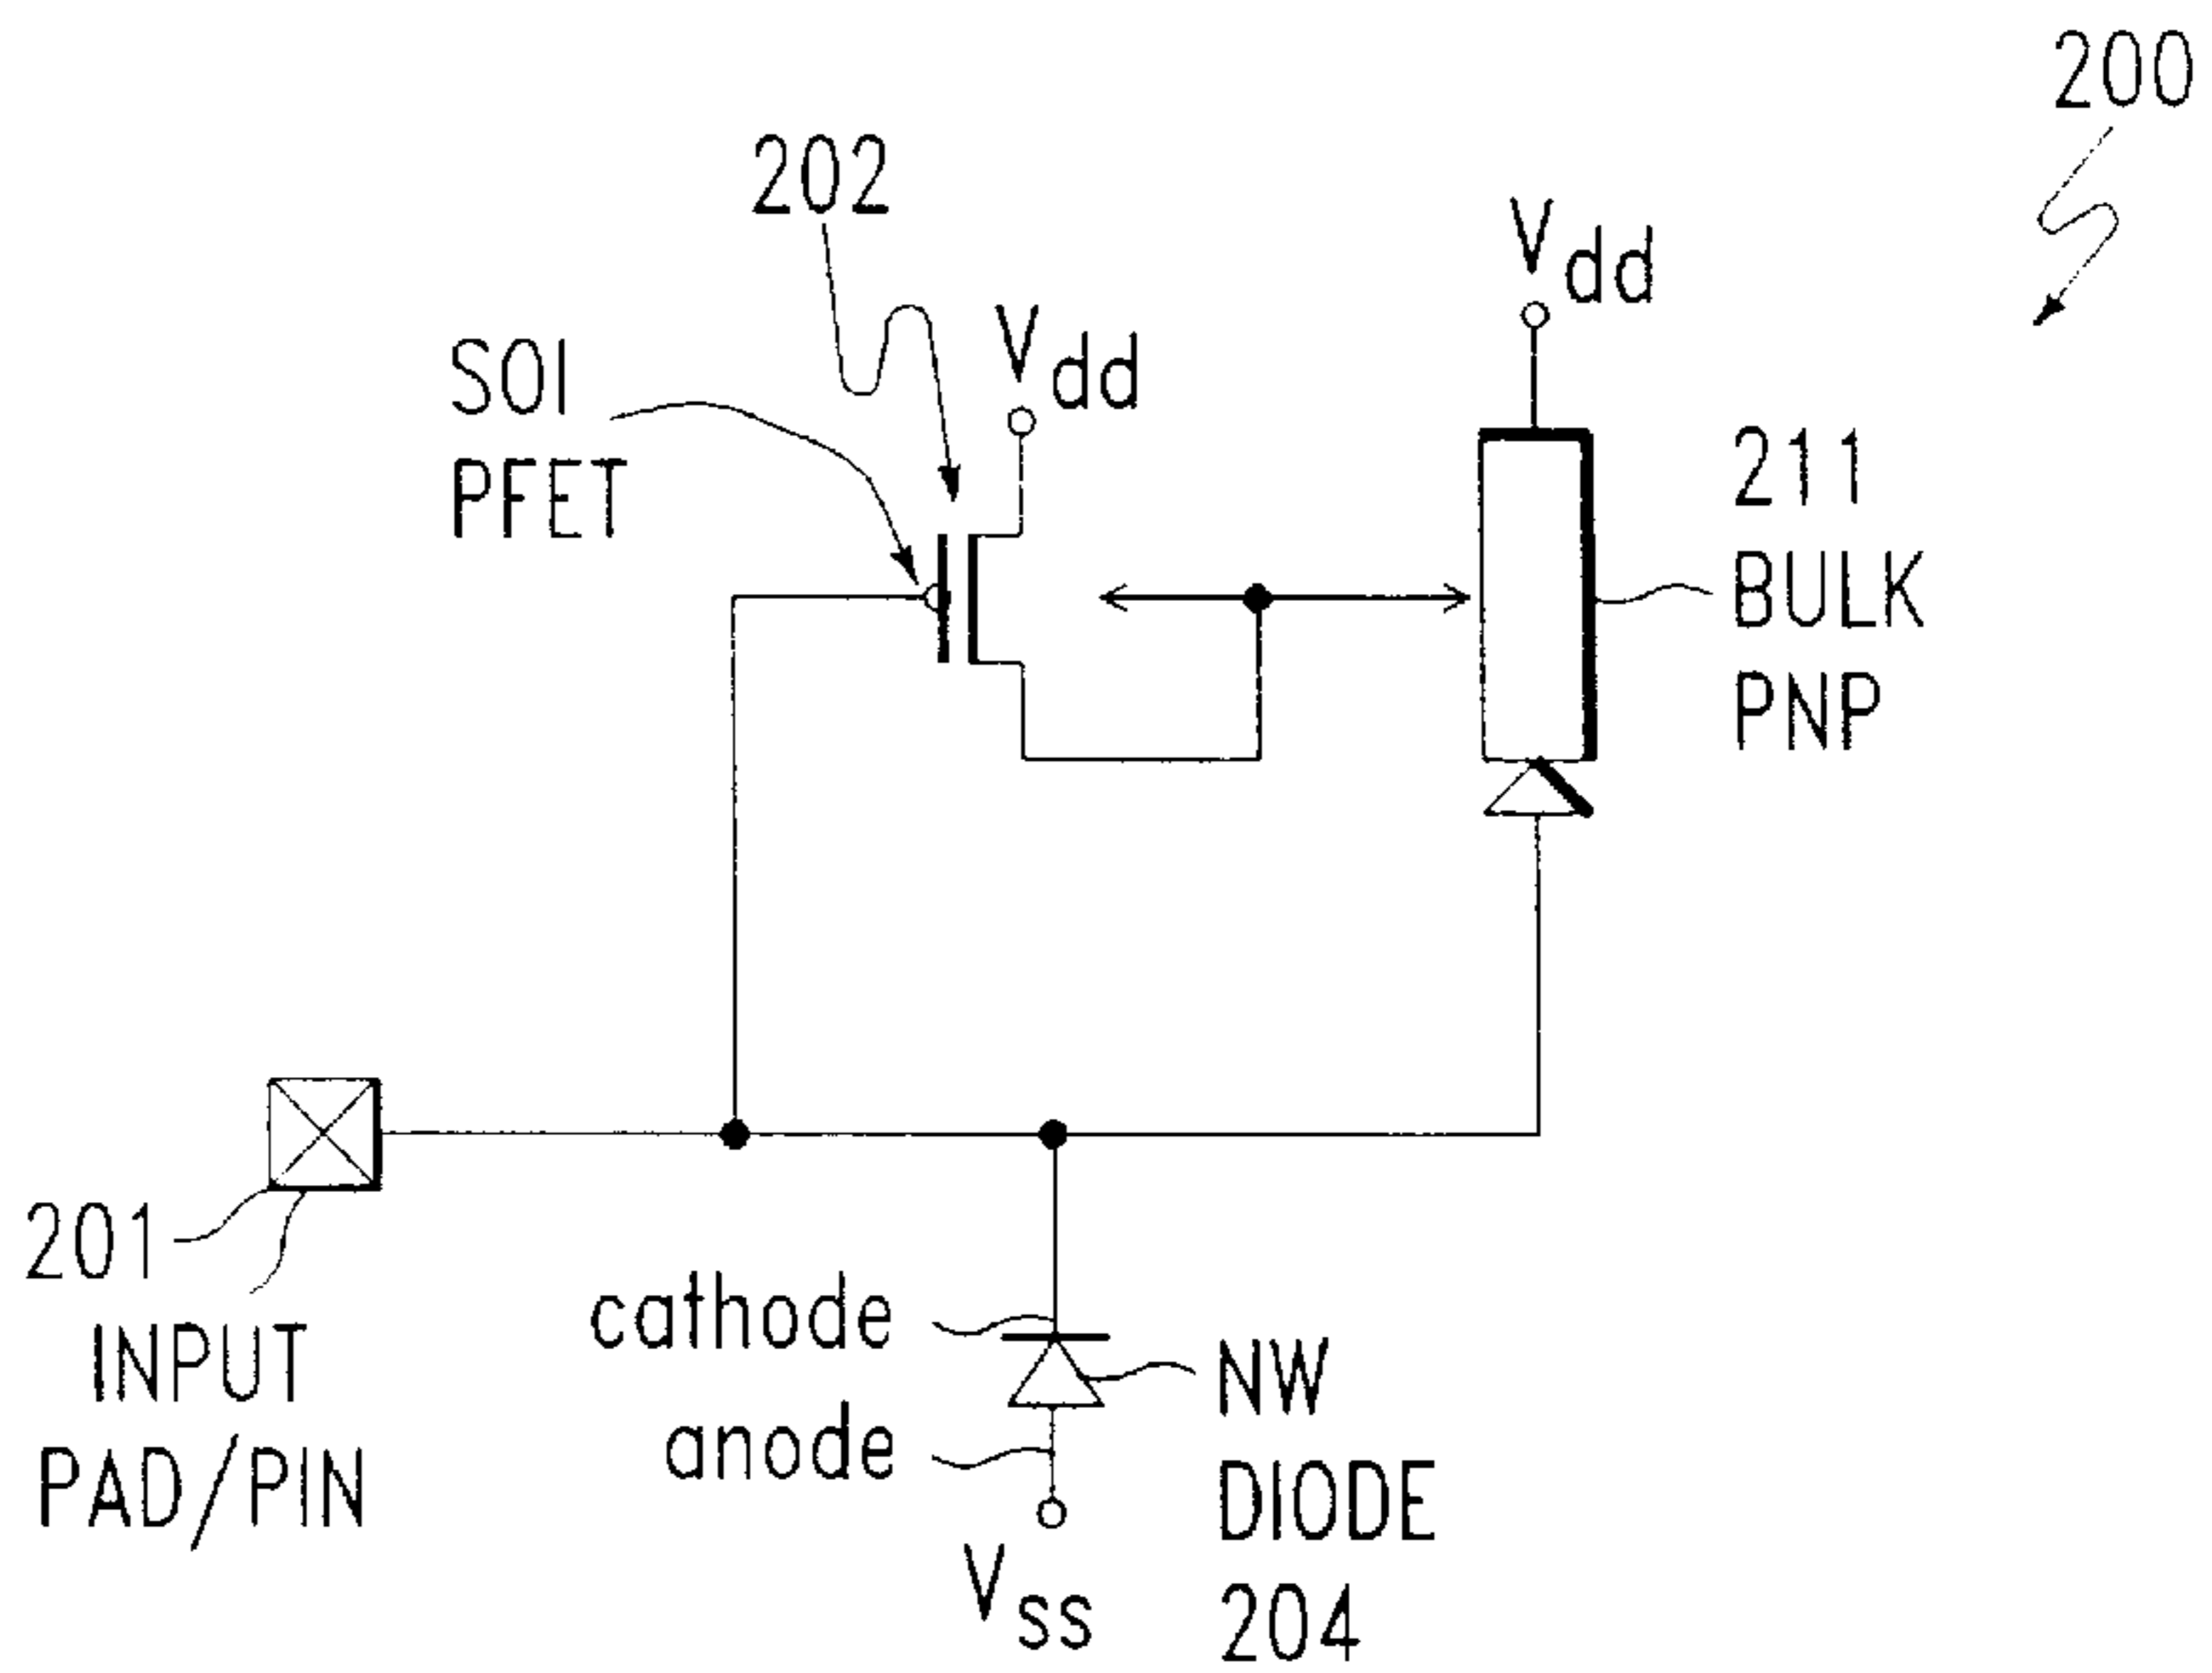 200
202
Vdd
Vdd
SOI
PFET
211
BULK
PNP
201
INPUT
PAD/PIN
cathode
anode
NW
DIODE
204
Vss